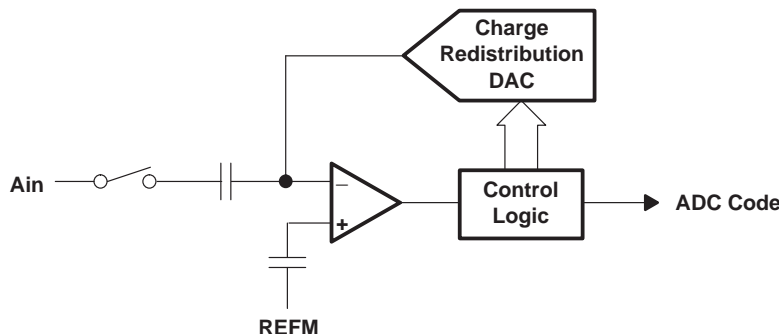 Charge
Redistribution
DAC
Ain
−
+
Control
Logic
ADC Code
REFM